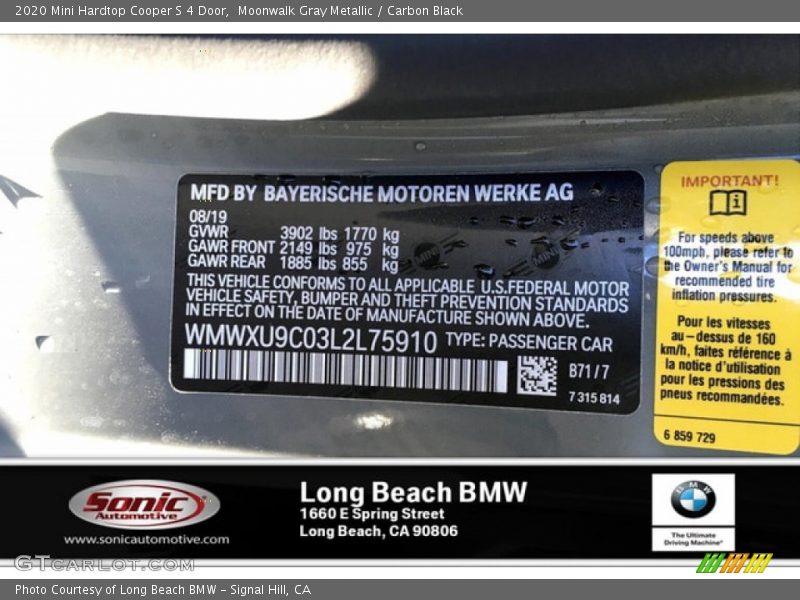 2020 Mini Hardtop Cooper S 4 Door,  Moonwalk Gray Metallic / Carbon Black
MFD BY BAYERISCHE MOTOREN WERKE AG
08/19
GVWR 3902 lbs 1770 kg
GAWR FRONT 2149 lbs 975 kg
GAWR REAR 1885 lbs 855 kg
THIS VEHICLE CONFORMS TO ALL APPLICABLE U.S.FEDERAL MOTOR
VEHICLE SAFETY, BUMPER AND THEFT PREVENTION STANDARDS
IN EFFECT ON THE DATE OF MANUFACTURE SHOWN ABOVE.
WMWXU9C03L2L75910 TYPE: PASSENGER CAR
B71/7
7 315 814
IMPORTANT!
For speeds above
100mph, please refer to
the Owner's Manual for
recommended tire
inflation pressures.
Pour les vitesses
au-dessus de 160
km/h, faites référence à
la notice d'utilisation
pour les pressions des
pneus recommandées.
6 859 729
Sonic
Automotive
www.sonicautomotive.com
Long Beach BMW
1660 E Spring Street
Long Beach, CA 90806
BMW
The Ultimate
Driving Machine®
GTCARLOT.COM
Photo Courtesy of Long Beach BMW - Signal Hill, CA